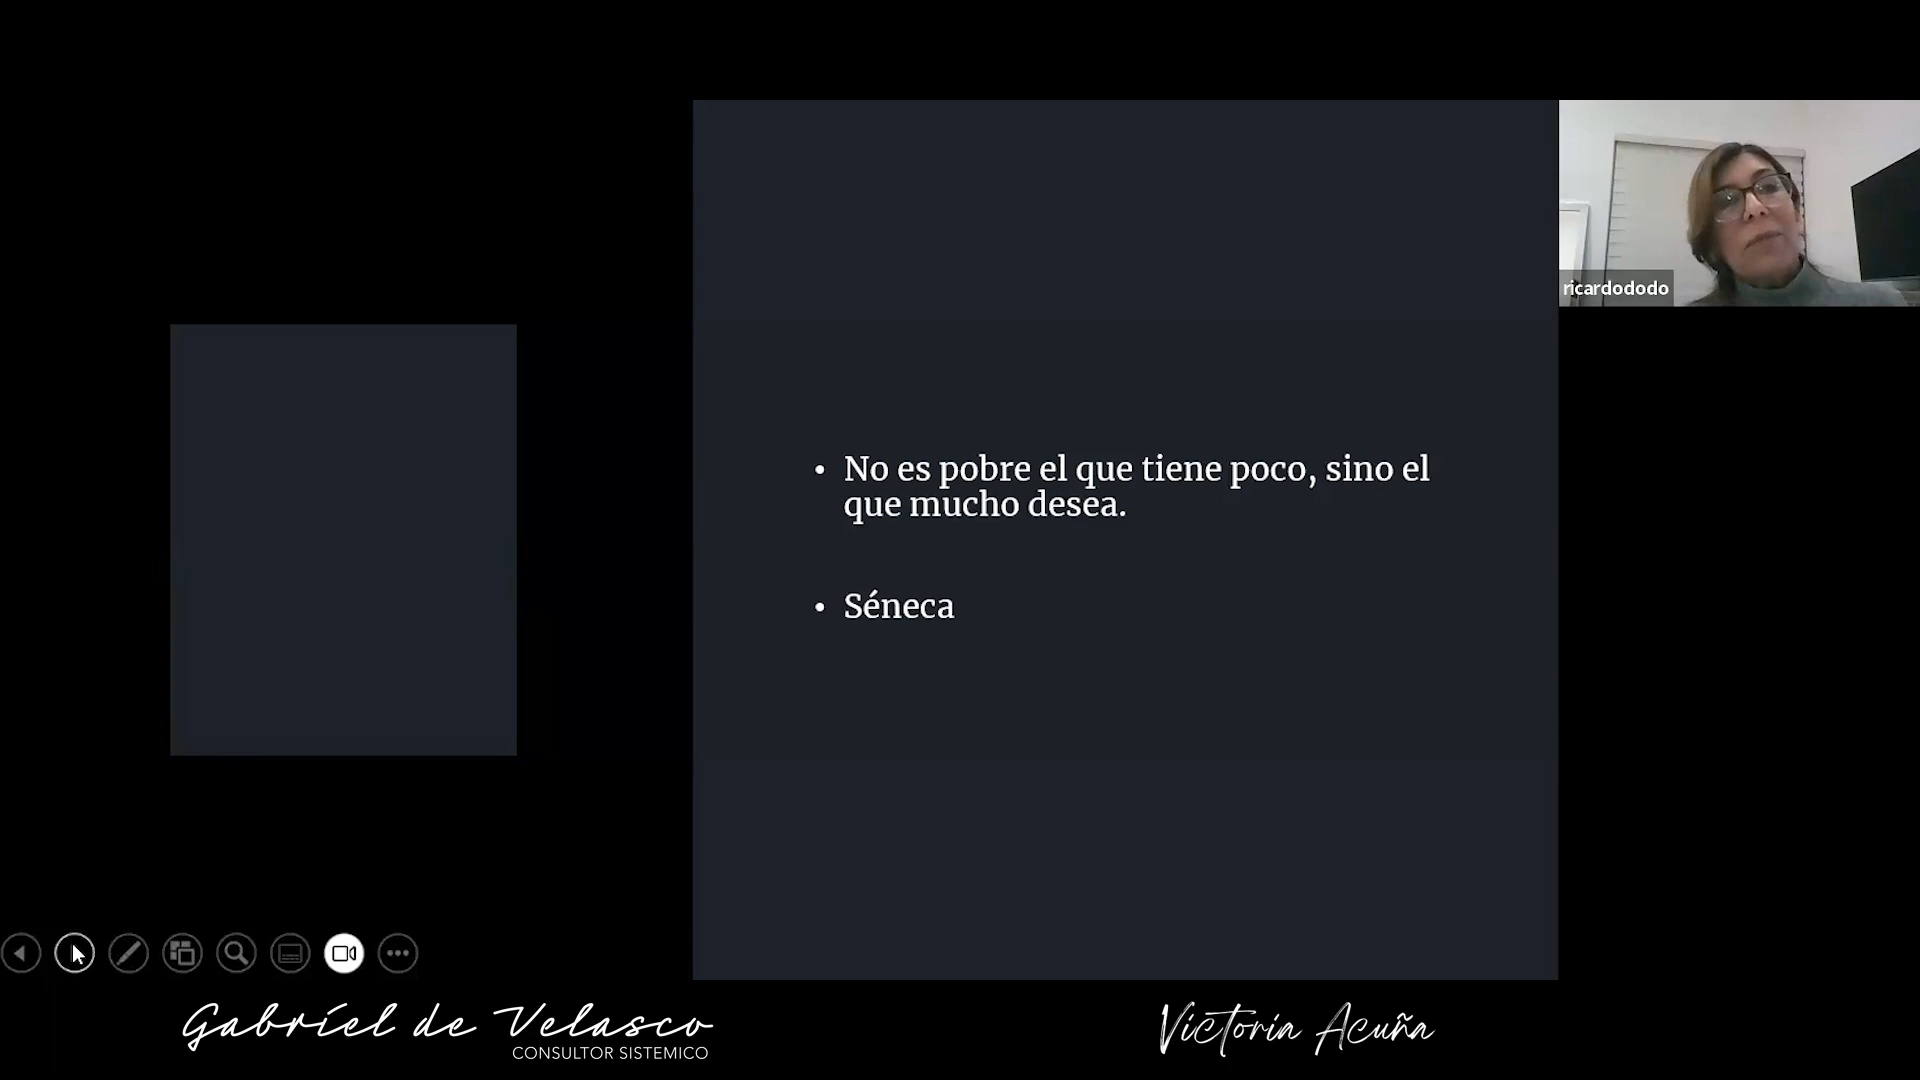 • No es pobre el que tiene poco, sino el
que mucho desea.
• Séneca
ricardododo
Gabriel de Velasco
CONSULTOR SISTEMICO
Victoria Acuña